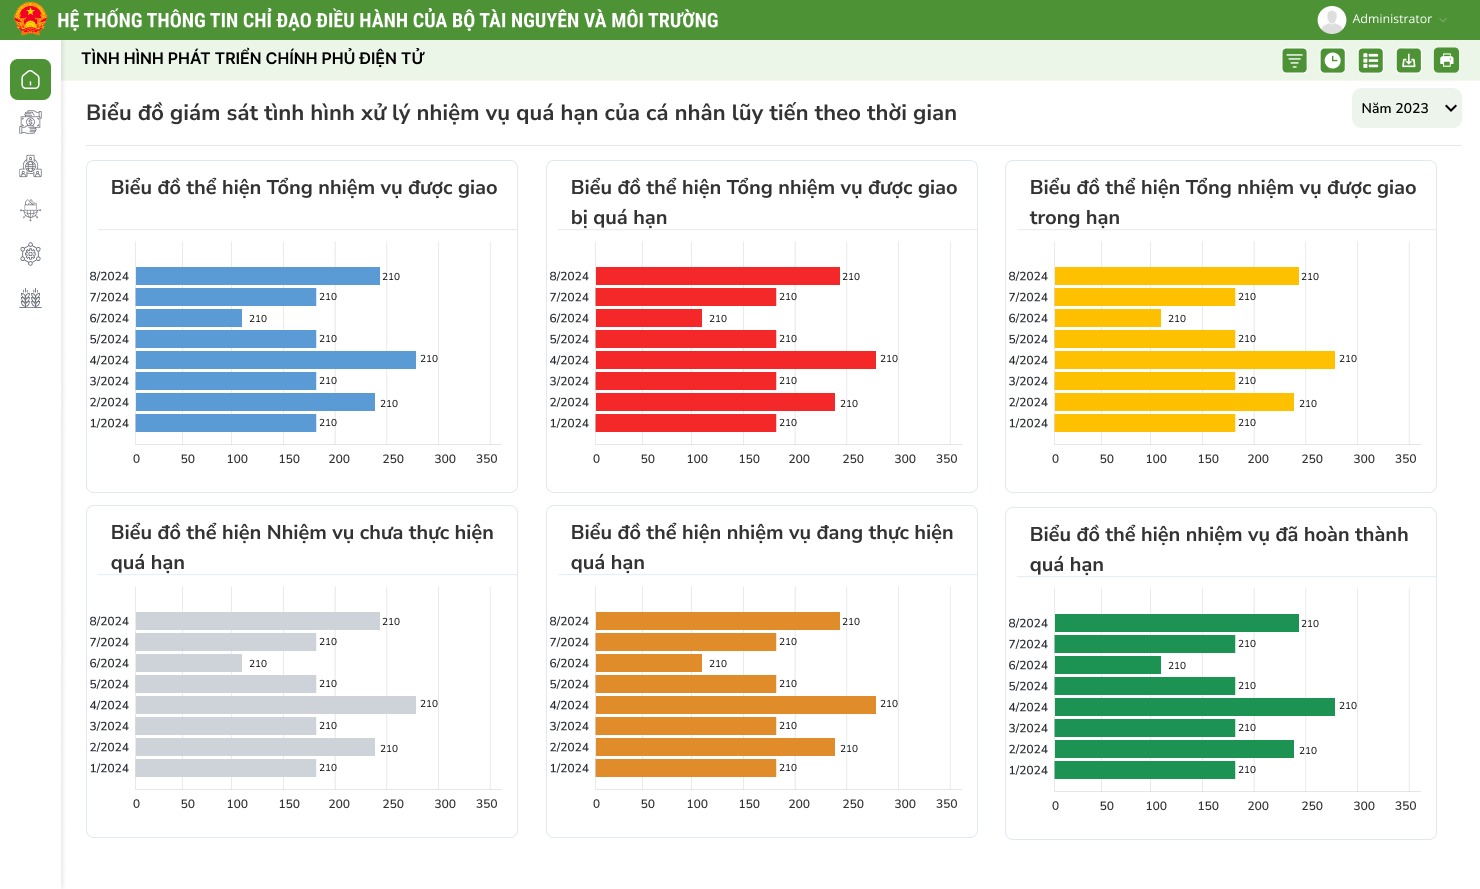 HỆ THỐNG THÔNG TIN CHỈ ĐẠO ĐIỀU HÀNH CỦA BỘ TÀI NGUYÊN VÀ MÔI TRƯỜNG
Administrator
TÌNH HÌNH PHÁT TRIỂN CHÍNH PHỦ ĐIỆN TỬ
Biểu đồ giám sát tình hình xử lý nhiệm vụ quá hạn của cá nhân lũy tiến theo thời gian
Năm 2023
Biểu đồ thể hiện Tổng nhiệm vụ được giao
8/2024 210
7/2024 210
6/2024 210
5/2024 210
4/2024 210
3/2024 210
2/2024 210
1/2024 210
0 50 100 150 200 250 300 350
Biểu đồ thể hiện Tổng nhiệm vụ được giao
bị quá hạn
8/2024 210
7/2024 210
6/2024 210
5/2024 210
4/2024 210
3/2024 210
2/2024 210
1/2024 210
0 50 100 150 200 250 300 350
Biểu đồ thể hiện Tổng nhiệm vụ được giao
trong hạn
8/2024 210
7/2024 210
6/2024 210
5/2024 210
4/2024 210
3/2024 210
2/2024 210
1/2024 210
0 50 100 150 200 250 300 350
Biểu đồ thể hiện Nhiệm vụ chưa thực hiện
quá hạn
8/2024 210
7/2024 210
6/2024 210
5/2024 210
4/2024 210
3/2024 210
2/2024 210
1/2024 210
0 50 100 150 200 250 300 350
Biểu đồ thể hiện nhiệm vụ đang thực hiện
quá hạn
8/2024 210
7/2024 210
6/2024 210
5/2024 210
4/2024 210
3/2024 210
2/2024 210
1/2024 210
0 50 100 150 200 250 300 350
Biểu đồ thể hiện nhiệm vụ đã hoàn thành
quá hạn
8/2024 210
7/2024 210
6/2024 210
5/2024 210
4/2024 210
3/2024 210
2/2024 210
1/2024 210
0 50 100 150 200 250 300 350